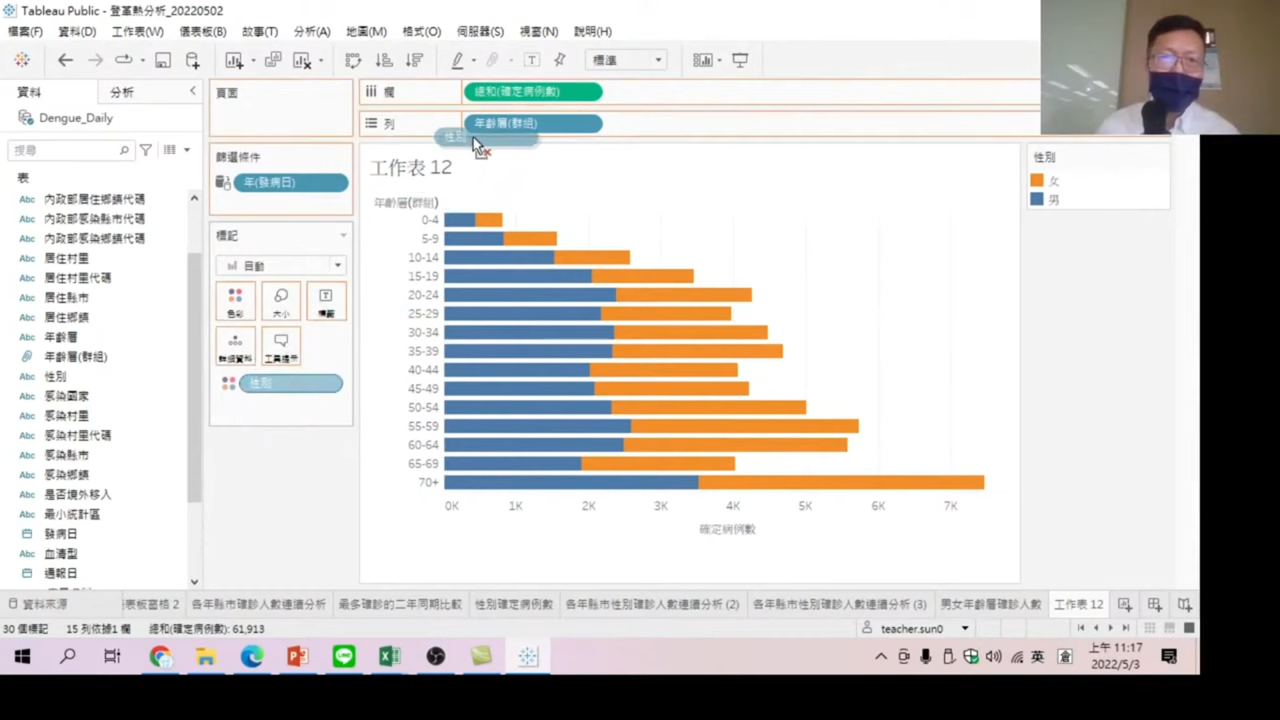 Tableau Public - 登革熱分析_20220502
檔案(F) 資料(D) 工作表(W) 儀表板(B) 故事(T) 分析(A) 地圖(M) 格式(O) 伺服器(S) 視窗(N) 說明(H)
標準
資料 分析
Dengue_Daily
搜尋
表
內政部居住鄉鎮代碼
內政部感染縣市代碼
內政部感染鄉鎮代碼
居住村里
居住村里代碼
居住縣市
居住鄉鎮
年齡層
年齡層(群組)
性別
感染國家
感染村里
感染村里代碼
感染縣市
感染鄉鎮
是否境外移入
最小統計區
發病日
血清型
通報日
頁面
篩選條件
年(發病日)
標記
自動
色彩 大小 標籤
詳細資料 工具提示
性別
欄 總和(確定病例數)
列 年齡層(群組)
性別
工作表 12
年齡層(群組)
0-4
5-9
10-14
15-19
20-24
25-29
30-34
35-39
40-44
45-49
50-54
55-59
60-64
65-69
70+
0K 1K 2K 3K 4K 5K 6K 7K
確定病例數
性別
女
男
資料來源 表板空格 2 各年縣市確診人數連續分析 最多確診的二年同期比較 性別確定病例數 各年縣市性別確診人數連續分析 (2) 各年縣市性別確診人數連續分析 (3) 男女年齡層確診人數 工作表 12
30 個標記 15 列依據1 欄 總和(確定病例數): 61,913 teacher.sun0
英
上午 11:17
2022/5/3